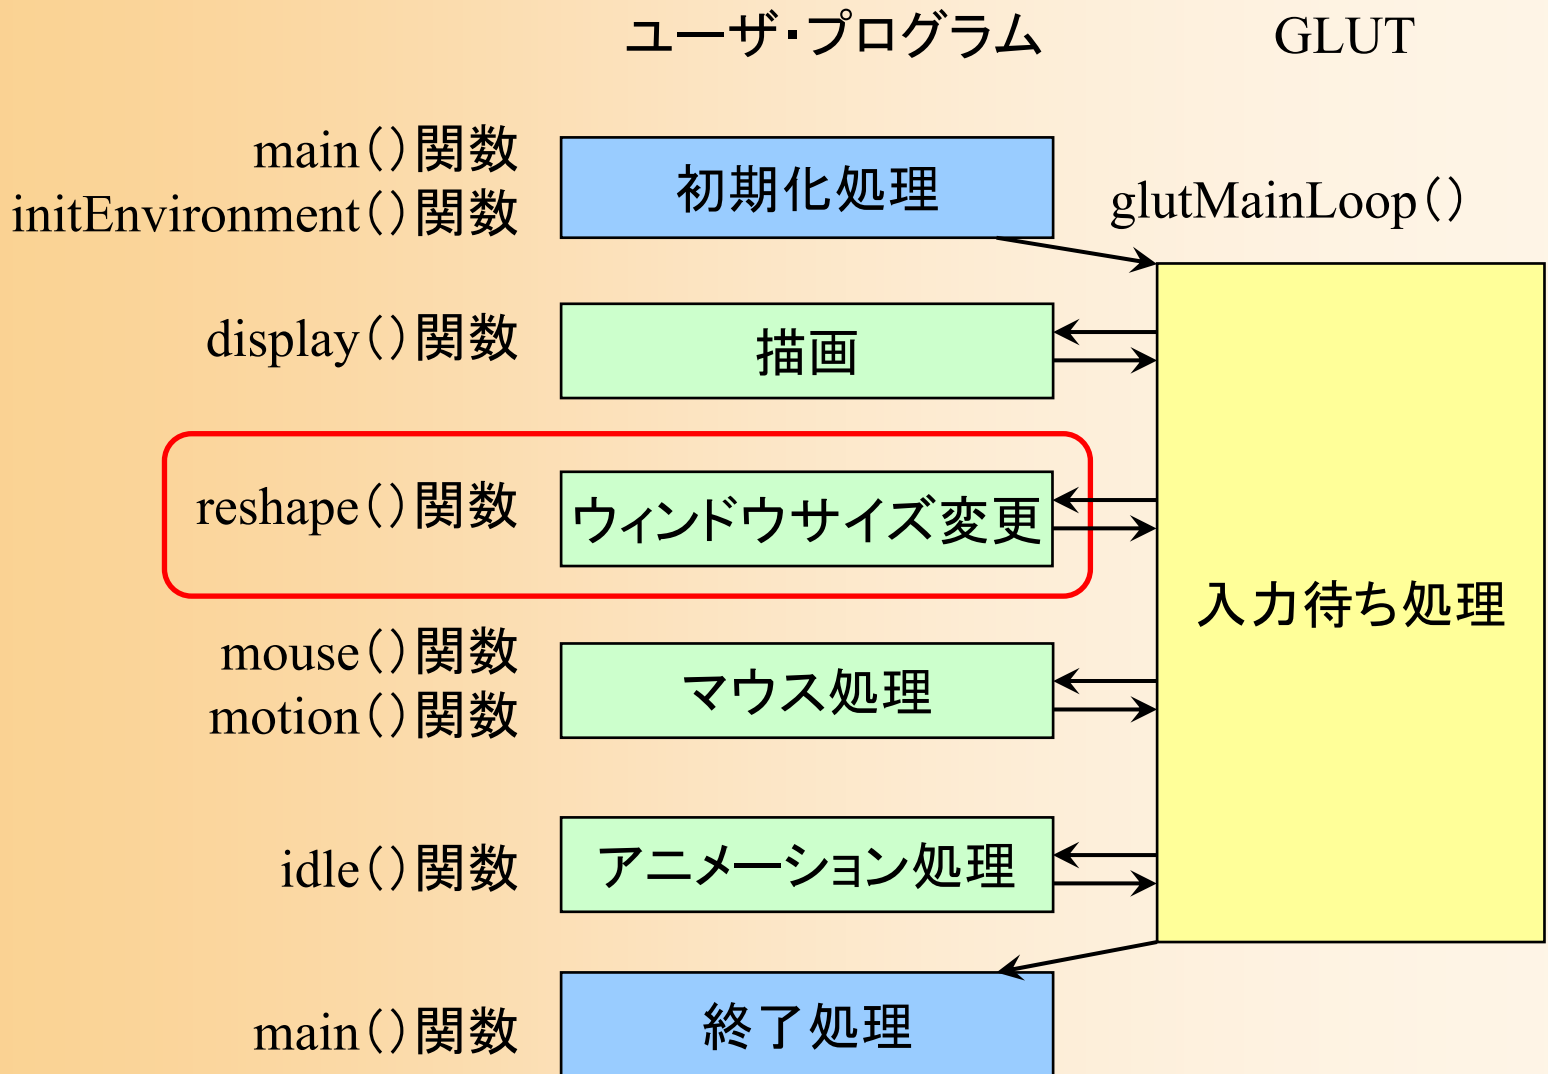 ユーザ・プログラム
GLUT
main()関数
initEnvironment()関数
初期化処理
glutMainLoop()
display()関数
描画
reshape()関数
ウィンドウサイズ変更
入力待ち処理
mouse()関数
motion()関数
マウス処理
idle()関数
アニメーション処理
main()関数
終了処理